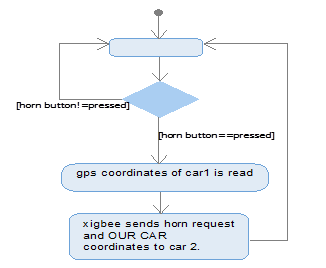 [horn button!=pressed]
[horn button==pressed]
gps coordinates of car1 is read
xigbee sends horn request
and OUR CAR
coordinates to car 2.